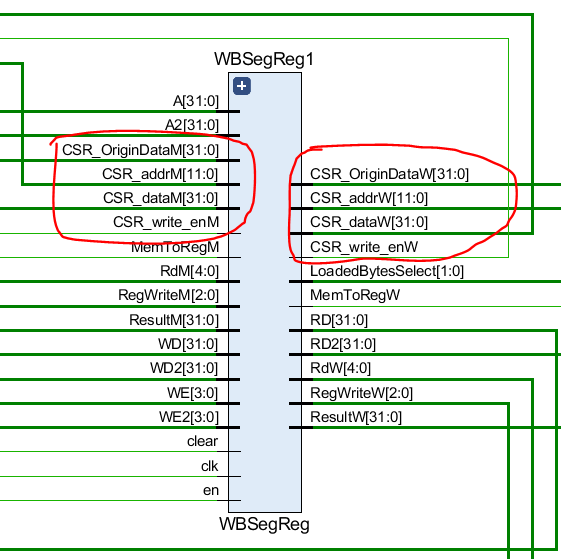 WBSegReg1
A[31:0]
A2[31:0]
CSR_OriginDataM[31:0]
CSR_addrM[11:0]
CSR_dataM[31:0]
CSR_write_enM
MemToRegM
RdM[4:0]
RegWriteM[2:0]
ResultM[31:0]
WD[31:0]
WD2[31:0]
WE[3:0]
WE2[3:0]
clear
clk
en
CSR_OriginDataW[31:0]
CSR_addrW[11:0]
CSR_dataW[31:0]
CSR_write_enW
LoadedBytesSelect[1:0]
MemToRegW
RD[31:0]
RD2[31:0]
RdW[4:0]
RegWriteW[2:0]
ResultW[31:0]
WBSegReg